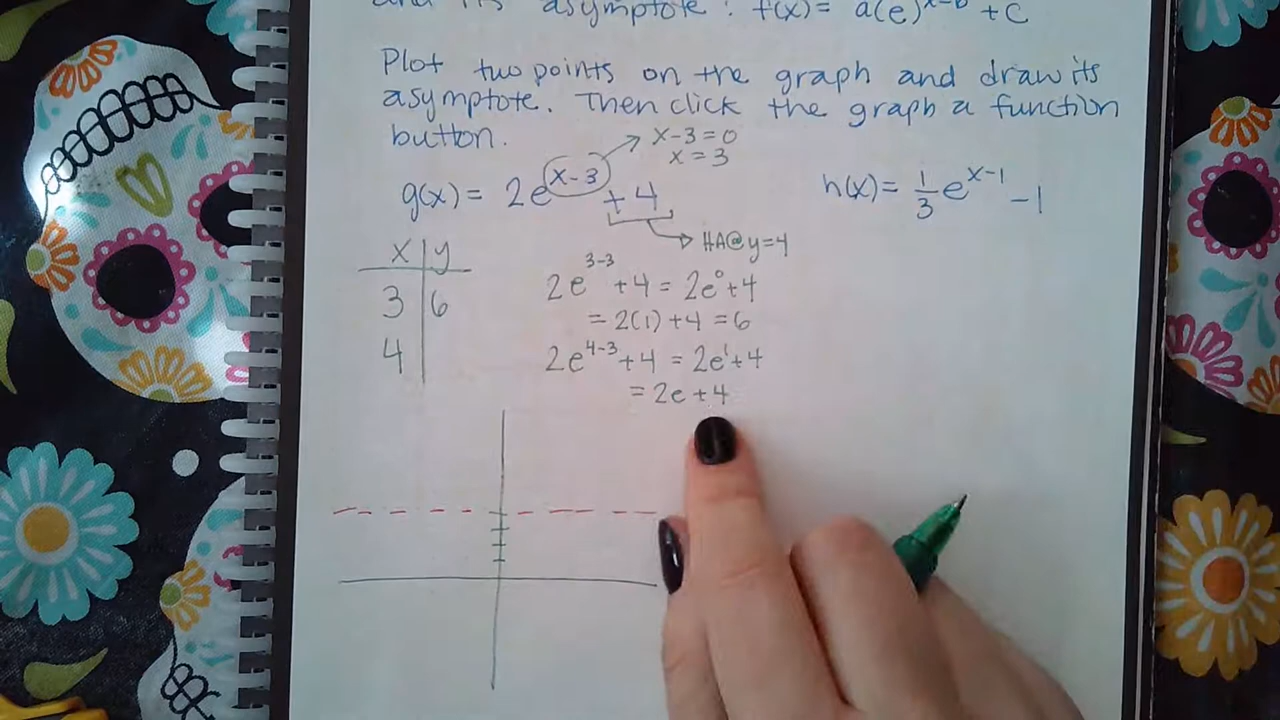 and its asymptote: f(x) = a(e)^x-b + c
Plot two points on the graph and draw its
asymptote. Then click the graph a function
button.
x-3=0
x=3
g(x) = 2e^x-3 + 4
HA@y=4
h(x) = 1/3 e^x-1 - 1
x | y
3 | 6
4
2e^3-3 + 4 = 2e^0 + 4
= 2(1) + 4 = 6
2e^4-3 + 4 = 2e^1 + 4
= 2e + 4